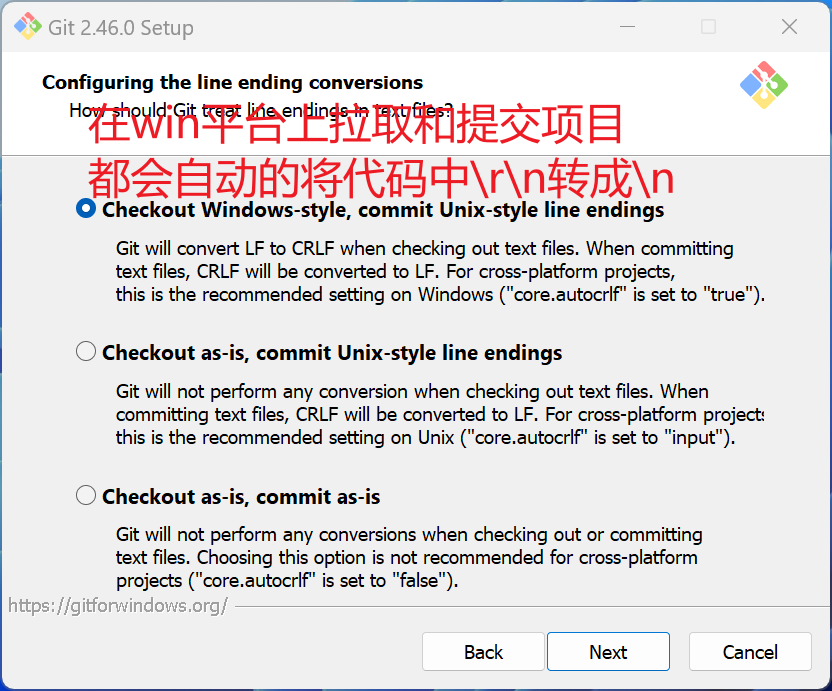 Git 2.46.0 Setup
Configuring the line ending conversions
How should Git treat line endings in text files?
在win平台上拉取和提交项目
都会自动的将代码中\r\n转成\n
Checkout Windows-style, commit Unix-style line endings
Git will convert LF to CRLF when checking out text files. When committing
text files, CRLF will be converted to LF. For cross-platform projects,
this is the recommended setting on Windows ("core.autocrlf" is set to "true").
Checkout as-is, commit Unix-style line endings
Git will not perform any conversion when checking out text files. When
committing text files, CRLF will be converted to LF. For cross-platform projects
this is the recommended setting on Unix ("core.autocrlf" is set to "input").
Checkout as-is, commit as-is
Git will not perform any conversions when checking out or committing
text files. Choosing this option is not recommended for cross-platform
projects ("core.autocrlf" is set to "false").
https://gitforwindows.org/
Back Next Cancel